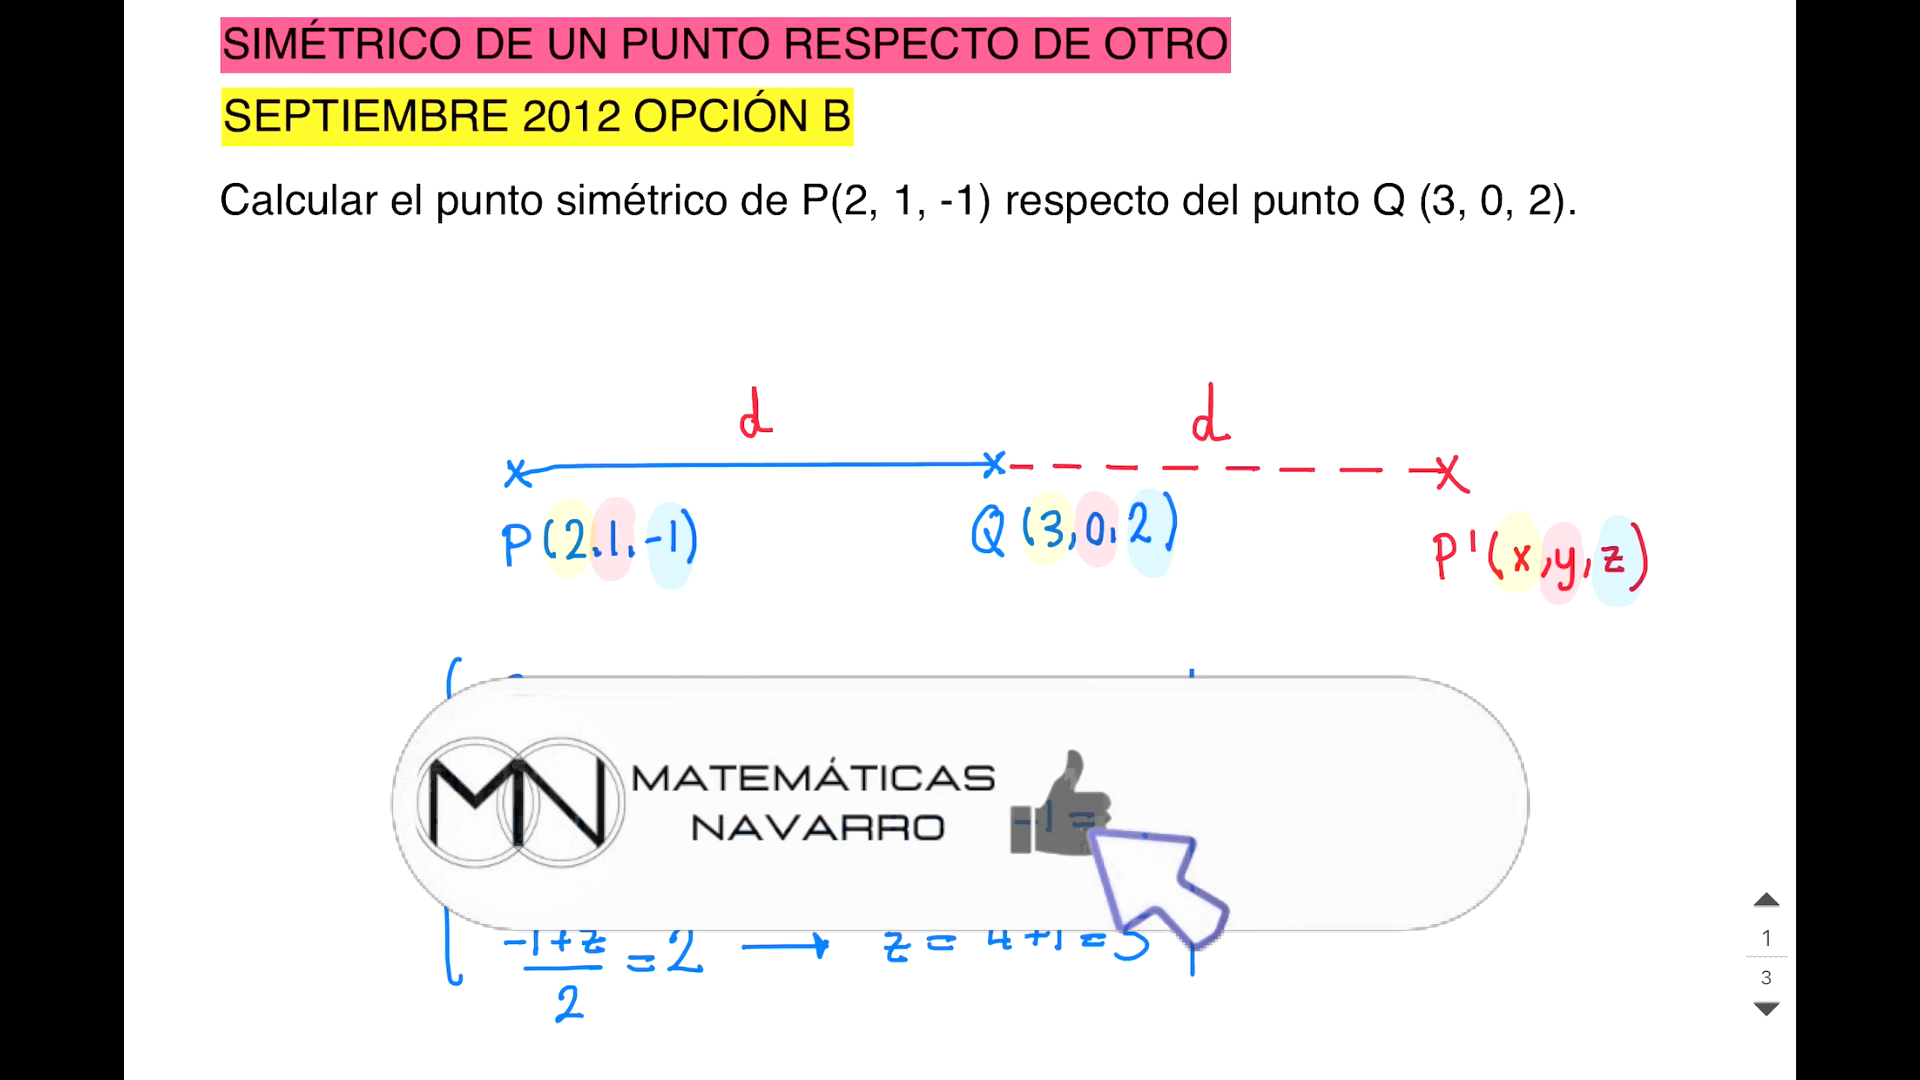 SIMÉTRICO DE UN PUNTO RESPECTO DE OTRO
SEPTIEMBRE 2012 OPCIÓN B
Calcular el punto simétrico de P(2, 1, -1) respecto del punto Q (3, 0, 2).
d d
P(2,1,-1) Q(3,0,2) P'(x,y,z)
MATEMÁTICAS
NAVARRO
MN
-1=
-1+z/2 = 2 → z = 4+1=5
1
3